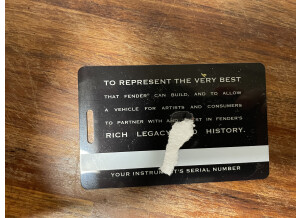 TO REPRESENT THE VERY BEST
THAT FENDER® CAN BUILD, AND TO ALLOW
A VEHICLE FOR ARTISTS AND CONSUMERS
TO PARTNER WITH IN FENDER'S
RICH LEGACY HISTORY.
YOUR INSTRUMENT'S SERIAL NUMBER